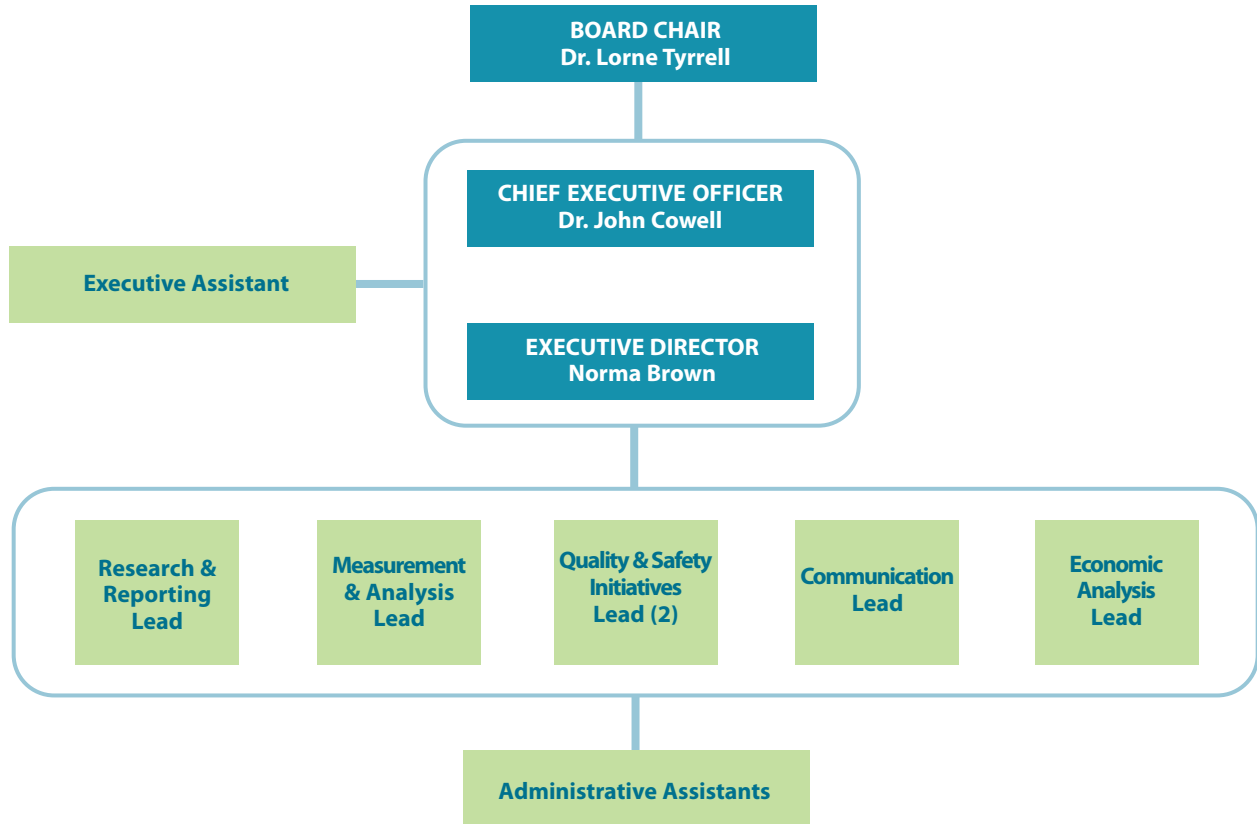 BOARD CHAIR
Dr. Lorne Tyrrell
CHIEF EXECUTIVE OFFICER
Dr. John Cowell
Executive Assistant
EXECUTIVE DIRECTOR
Norma Brown
Research &
Reporting
Lead
Measurement
& Analysis
Lead
Quality & Safety
Initiatives
Lead (2)
Communication
Lead
Economic
Analysis
Lead
Administrative Assistants